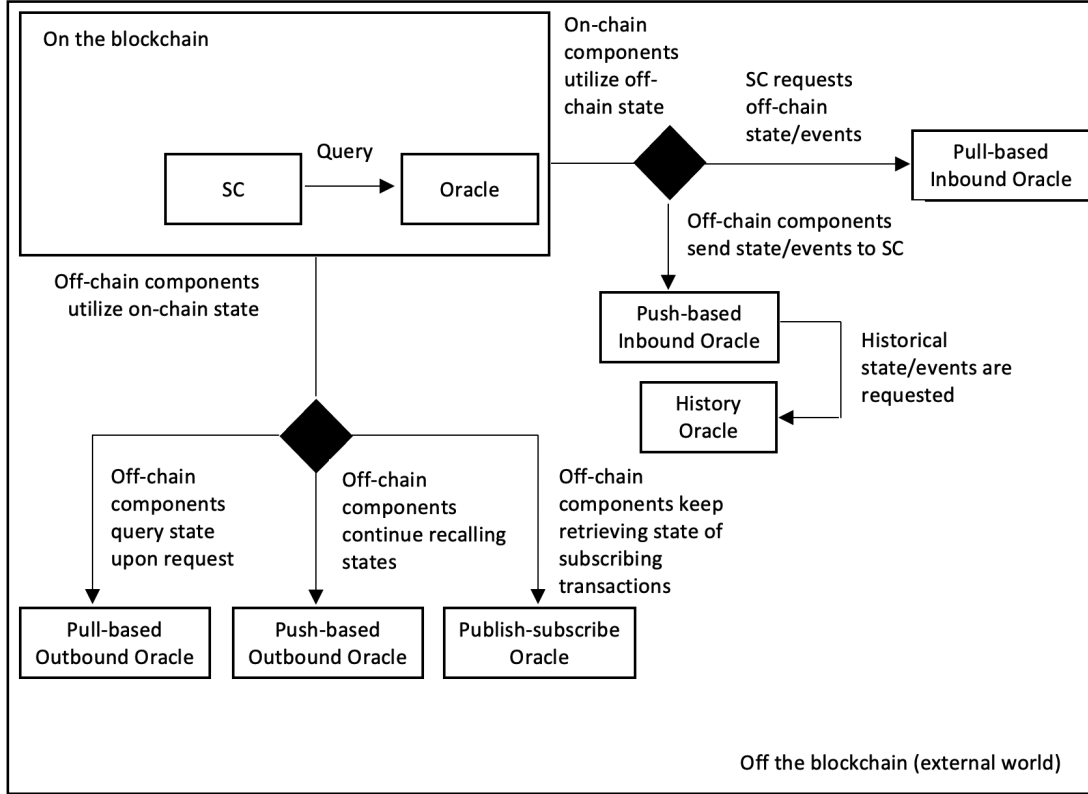 On the blockchain
SC
Query
Oracle
On-chain
components
utilize off-
chain state
SC requests
off-chain
state/events
Pull-based
Inbound Oracle
Off-chain components
send state/events to SC
Push-based
Inbound Oracle
Historical
state/events are
requested
History
Oracle
Off-chain components
utilize on-chain state
Off-chain
components
query state
upon request
Off-chain
components
continue recalling
states
Off-chain
components keep
retrieving state of
subscribing
transactions
Pull-based
Outbound Oracle
Push-based
Outbound Oracle
Publish-subscribe
Oracle
Off the blockchain (external world)